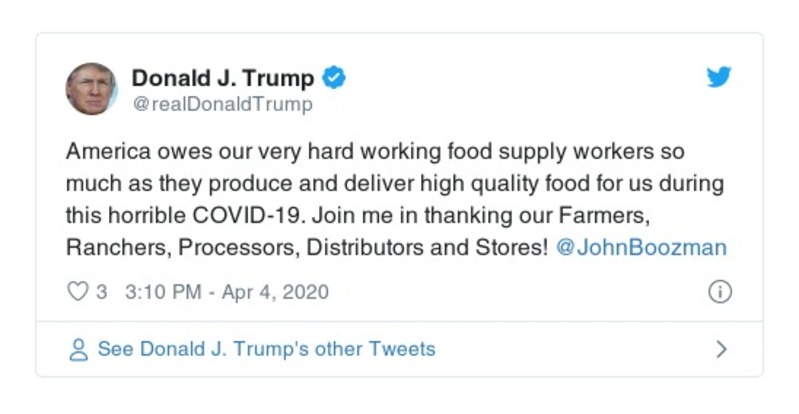 Donald J. Trump
@realDonaldTrump
America owes our very hard working food supply workers so
much as they produce and deliver high quality food for us during
this horrible COVID-19. Join me in thanking our Farmers,
Ranchers, Processors, Distributors and Stores! @JohnBoozman
3 3:10 PM - Apr 4, 2020
See Donald J. Trump's other Tweets